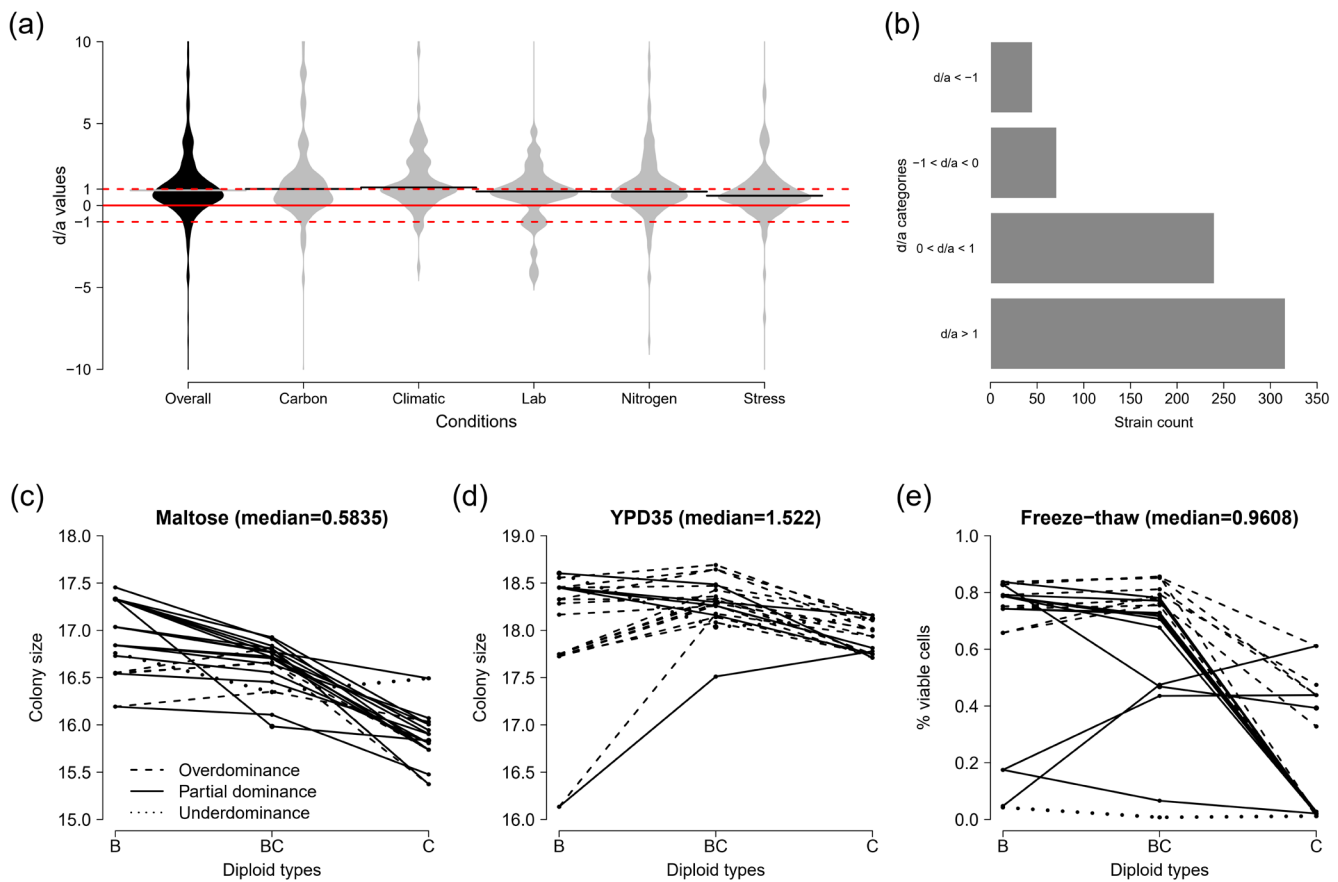 (a)
d/a values
10
5
1
0
−1
−5
−10
Overall Carbon Climatic Lab Nitrogen Stress
Conditions
(b)
d/a categories
d/a < −1
−1 < d/a < 0
0 < d/a < 1
d/a > 1
0 50 100 150 200 250 300 350
Strain count
(c)
Maltose (median=0.5835)
Colony size
18.0
17.5
17.0
16.5
16.0
15.5
15.0
Overdominance
Partial dominance
Underdominance
B BC C
Diploid types
(d)
YPD35 (median=1.522)
Colony size
19.0
18.5
18.0
17.5
17.0
16.5
16.0
B BC C
Diploid types
(e)
Freeze−thaw (median=0.9608)
% viable cells
1.0
0.8
0.6
0.4
0.2
0.0
B BC C
Diploid types